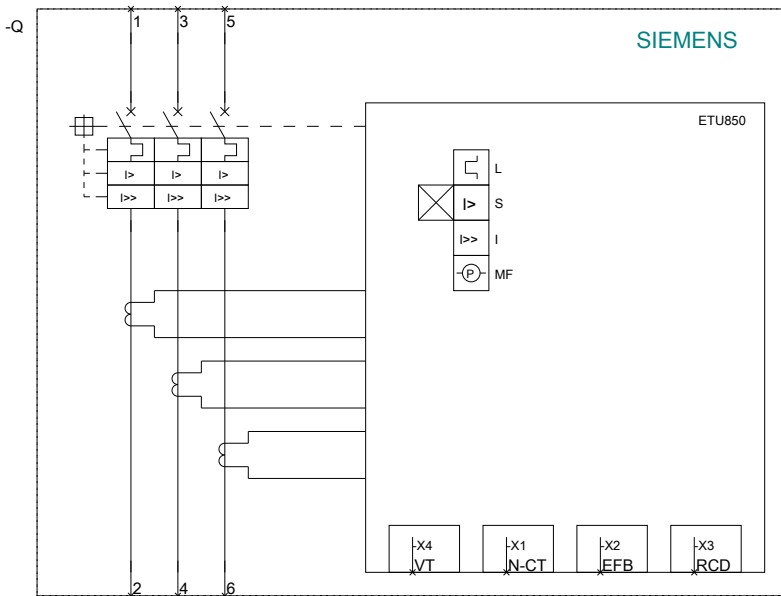 -Q
1 3 5
SIEMENS
ETU850
I> I> I>
I>> I>> I>>
L
I> S
I>> I
P MF
-X4 -X1 -X2 -X3
VT N-CT EFB RCD
2 4 6